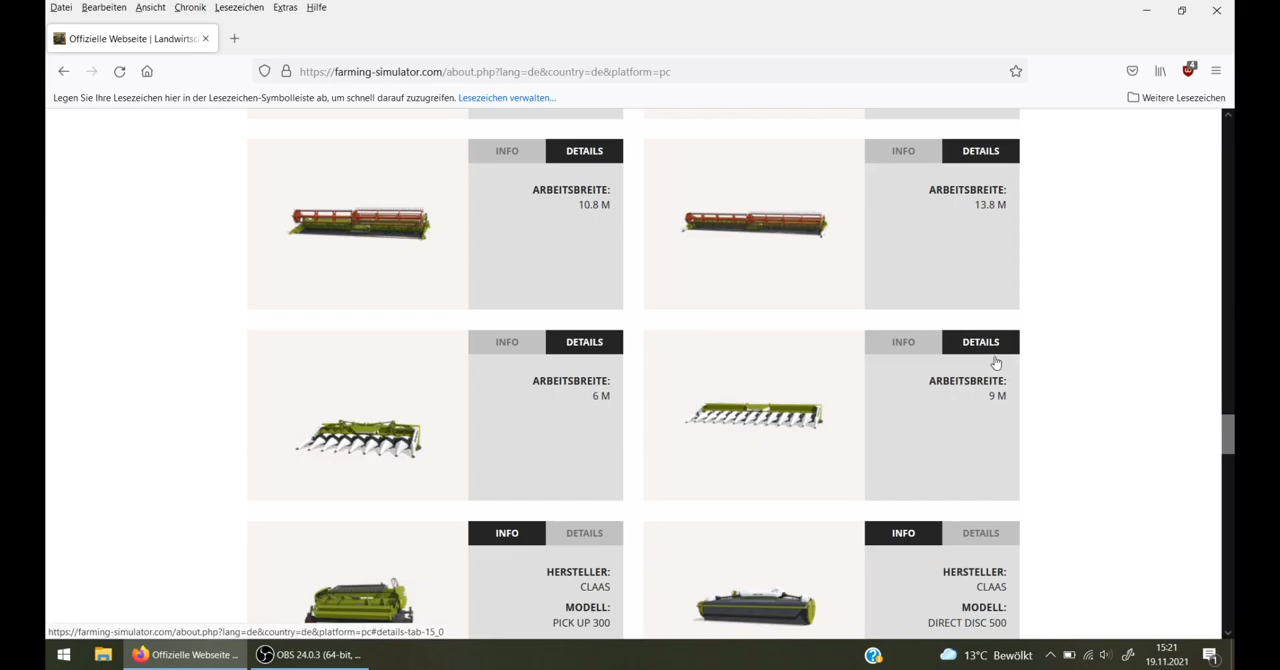 Datei Bearbeiten Ansicht Chronik Lesezeichen Extras Hilfe
Offizielle Webseite | Landwirtsc
https://farming-simulator.com/about.php?lang=de&country=de&platform=pc
4
Legen Sie Ihre Lesezeichen hier in der Lesezeichen-Symbolleiste ab, um schnell darauf zuzugreifen. Lesezeichen verwalten...
Weitere Lesezeichen
INFO DETAILS
ARBEITSBREITE:
10.8 M
INFO DETAILS
ARBEITSBREITE:
13.8 M
INFO DETAILS
ARBEITSBREITE:
6 M
INFO DETAILS
ARBEITSBREITE:
9 M
INFO DETAILS
HERSTELLER:
CLAAS
MODELL:
PICK UP 300
INFO DETAILS
HERSTELLER:
CLAAS
MODELL:
DIRECT DISC 500
https://farming-simulator.com/about.php?lang=de&country=de&platform=pc#details-tab-15_0
Offizielle Webseite ...
OBS 24.0.3 (64-bit, ...
13°C Bewölkt
15:21
19.11.2021
1